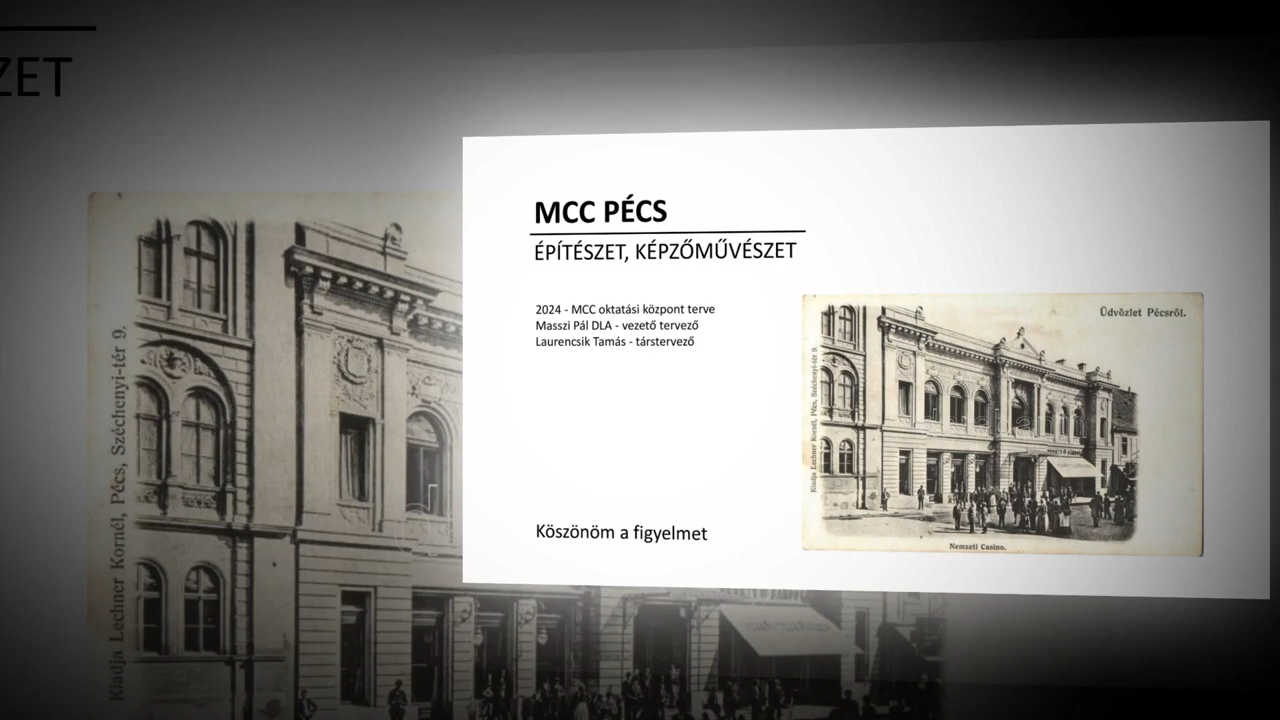 ZET
MCC PÉCS
ÉPÍTÉSZET, KÉPZŐMŰVÉSZET
2024 - MCC oktatási központ terve
Masszi Pál DLA - vezető tervező
Laurencsik Tamás - társtervező
Köszönöm a figyelmet
Üdvözlet Pécsről.
Kiadja Lechner Kornél, Pécs, Széchenyi-tér 9.
Nemzeti Casino.
Kiadja Lechner Kornél, Pécs, Széchenyi-tér 9.